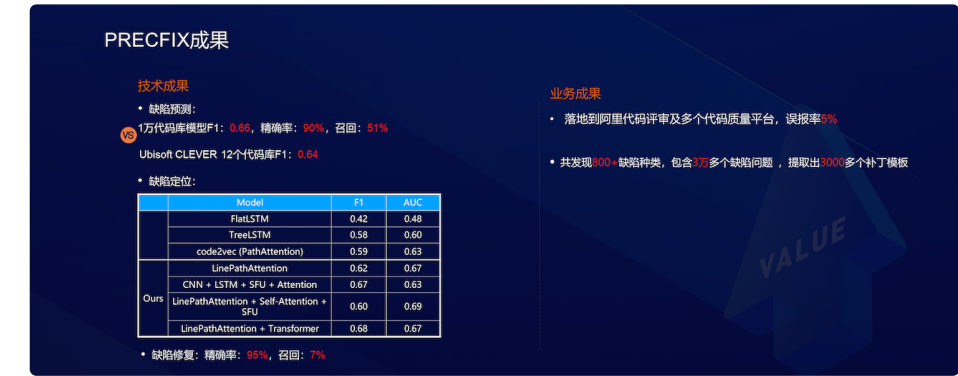 PRECFIX成果
技术成果
• 缺陷预测：
VS
1万代码库模型F1：0.66，精确率：90%，召回：51%
Ubisoft CLEVER 12个代码库F1：0.64
• 缺陷定位：
Model F1 AUC
FlatLSTM 0.42 0.48
TreeLSTM 0.58 0.60
code2vec (PathAttention) 0.59 0.63
Ours
LinePathAttention 0.62 0.67
CNN + LSTM + SFU + Attention 0.67 0.63
LinePathAttention + Self-Attention +
SFU 0.60 0.69
LinePathAttention + Transformer 0.68 0.67
• 缺陷修复：精确率：95%，召回：7%
业务成果
• 落地到阿里代码评审及多个代码质量平台，误报率5%
• 共发现800+缺陷种类，包含3万多个缺陷问题 ，提取出3000多个补丁模板
VALUE